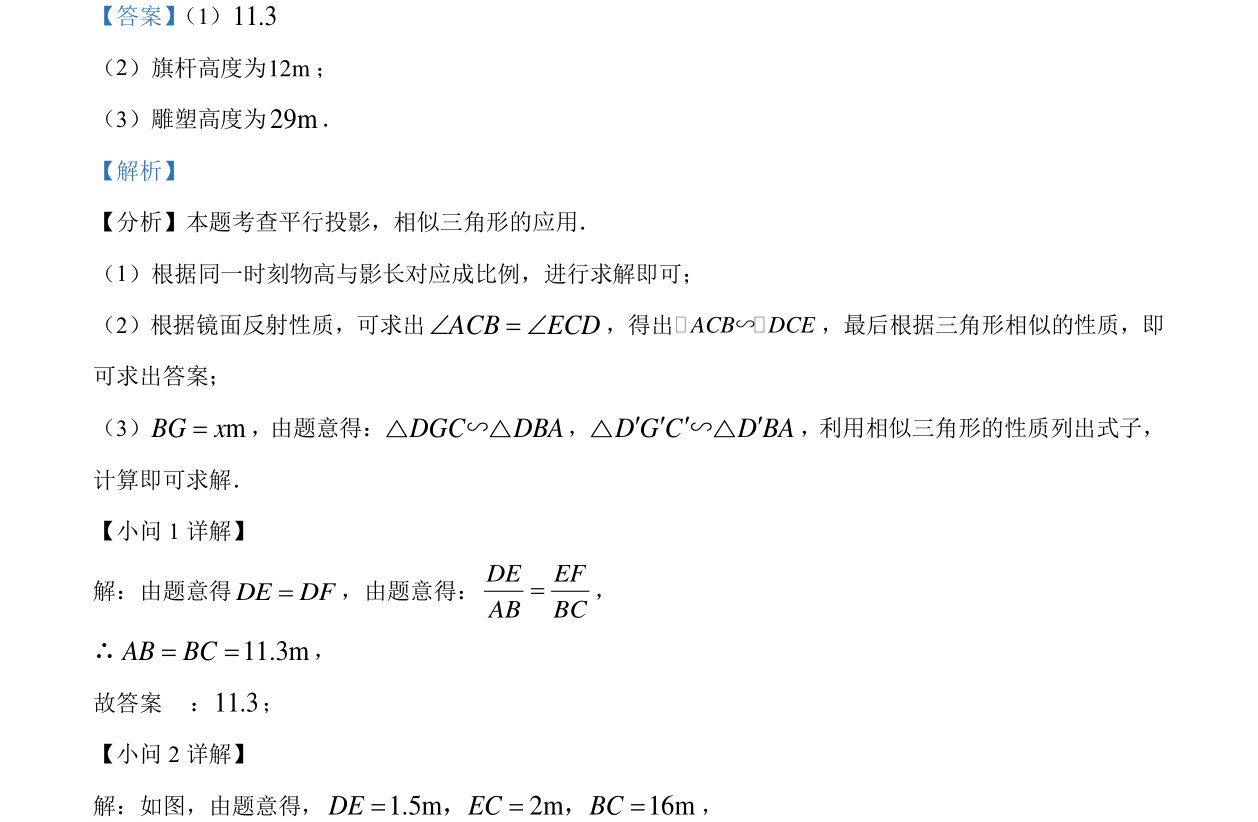 【答案】（1）11.3
（2）旗杆高度为12m；
（3）雕塑高度为29m．
【解析】
【分析】本题考查平行投影，相似三角形的应用．
（1）根据同一时刻物高与影长对应成比例，进行求解即可；
（2）根据镜面反射性质，可求出∠ACB = ∠ECD，得出□ACB∽□DCE，最后根据三角形相似的性质，即
可求出答案；
（3）BG = xm，由题意得：△DGC∽△DBA，△D′G′C′∽△D′BA，利用相似三角形的性质列出式子，
计算即可求解．
【小问 1 详解】
解：由题意得DE = DF，由题意得：DE/AB = EF/BC，
∴ AB = BC = 11.3m，
故答案 ：11.3；
【小问 2 详解】
解：如图，由题意得，DE = 1.5m，EC = 2m，BC = 16m，